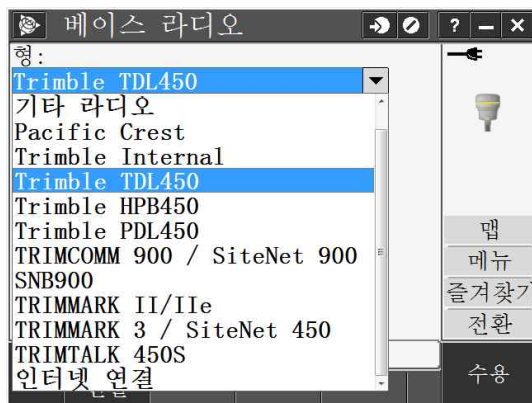 베이스 라디오
? – ×
형:
Trimble TDL450
기타 라디오
Pacific Crest
Trimble Internal
Trimble TDL450
Trimble HPB450
Trimble PDL450
TRIMCOMM 900 / SiteNet 900
SNB900
TRIMMARK II/IIe
TRIMMARK 3 / SiteNet 450
TRIMTALK 450S
인터넷 연결
맵
메뉴
즐겨찾기
전환
수용